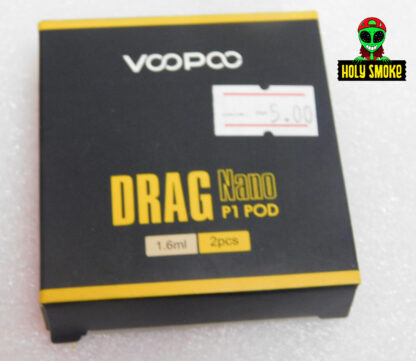 VOOPOO
HOLY SMOKE
5.00
DRAG Nano
P1 POD
1.6ml 2pcs